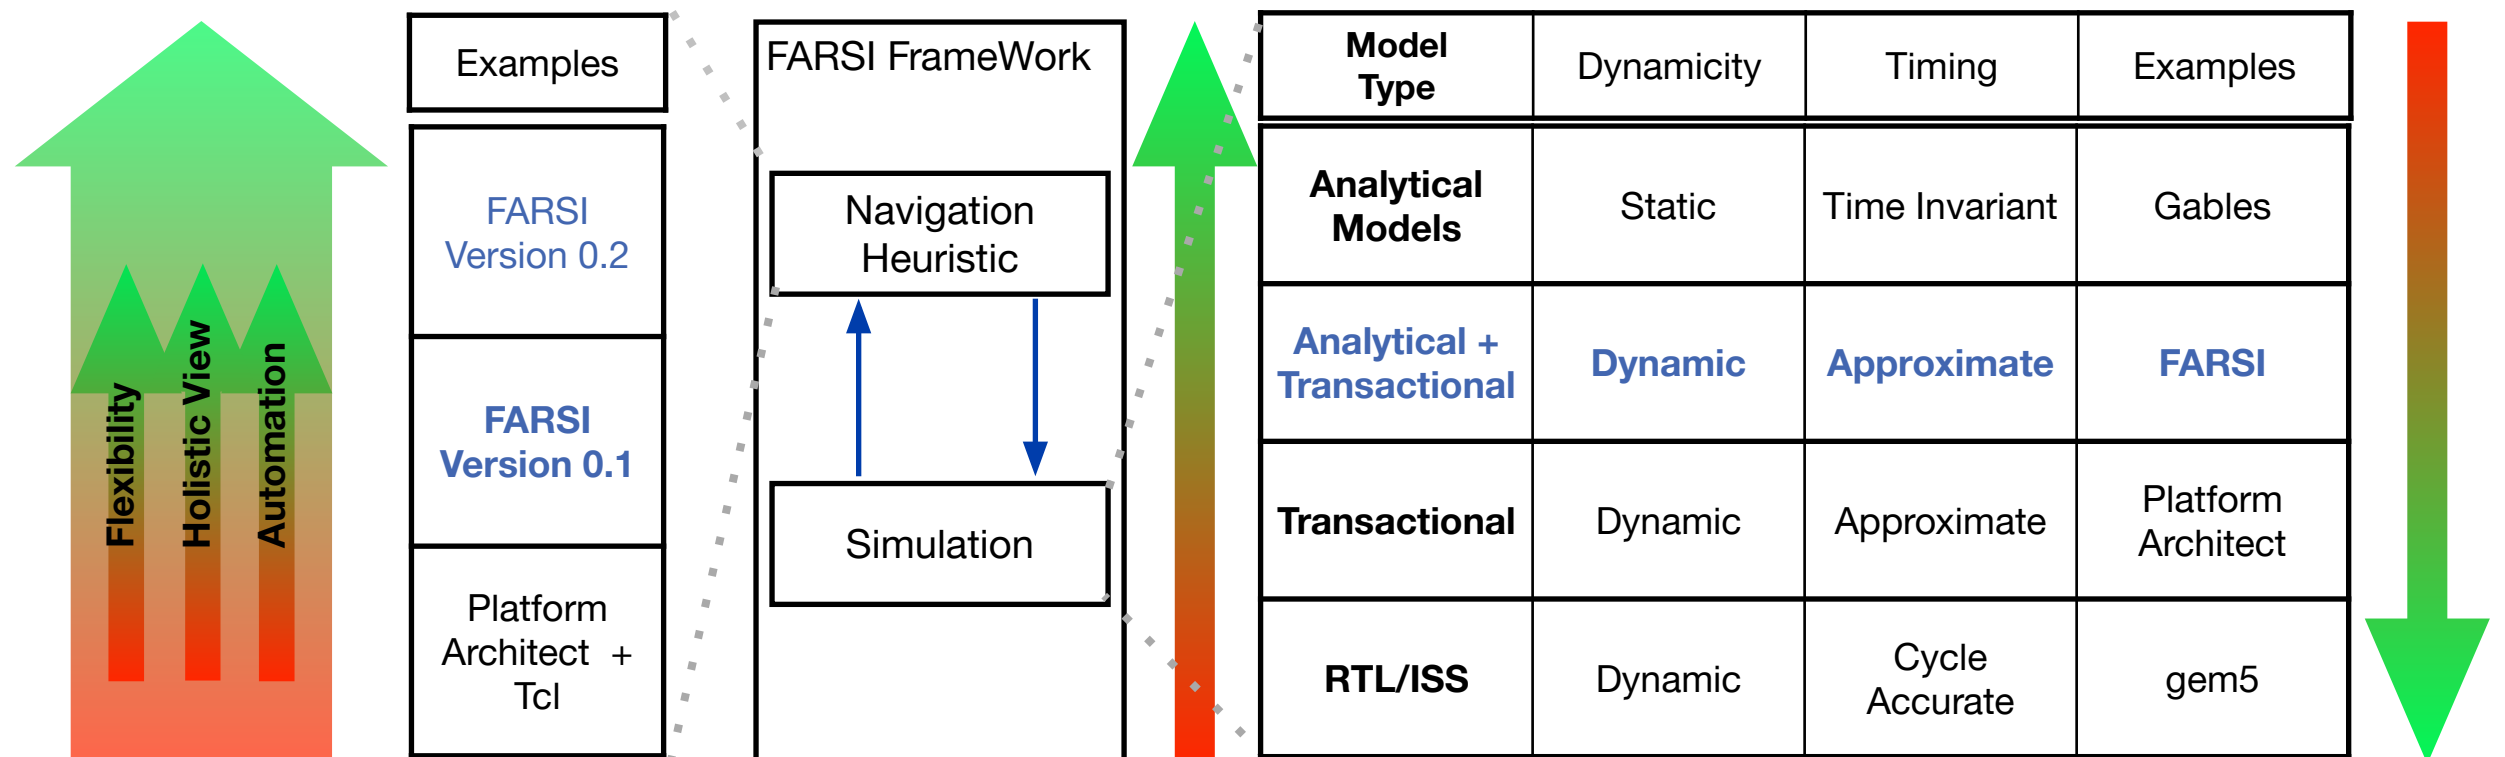 Flexibility
Holistic View
Automation
Examples
FARSI
Version 0.2
FARSI
Version 0.1
Platform
Architect +
Tcl
FARSI FrameWork
Navigation
Heuristic
Simulation
Model
Type
Dynamicity
Timing
Examples
Analytical
Models
Static
Time Invariant
Gables
Analytical +
Transactional
Dynamic
Approximate
FARSI
Transactional
Dynamic
Approximate
Platform
Architect
RTL/ISS
Dynamic
Cycle
Accurate
gem5